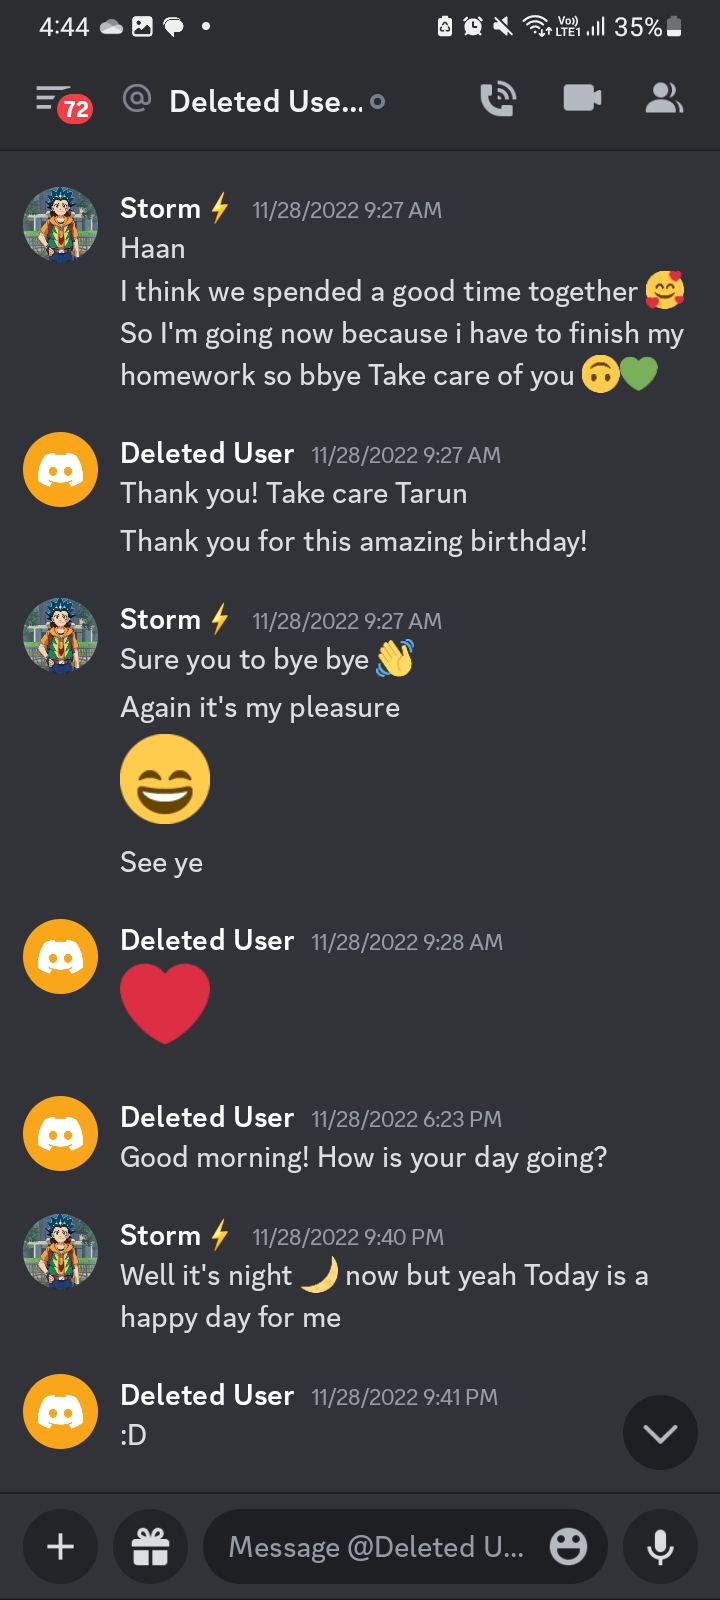 4:44
Vo))
LTE1
35%
72
@ Deleted Use...
Storm ⚡ 11/28/2022 9:27 AM
Haan
I think we spended a good time together 🥰
So I'm going now because i have to finish my
homework so bbye Take care of you 🙃💚
Deleted User 11/28/2022 9:27 AM
Thank you! Take care Tarun
Thank you for this amazing birthday!
Storm ⚡ 11/28/2022 9:27 AM
Sure you to bye bye 👋
Again it's my pleasure
😄
See ye
Deleted User 11/28/2022 9:28 AM
❤️
Deleted User 11/28/2022 6:23 PM
Good morning! How is your day going?
Storm ⚡ 11/28/2022 9:40 PM
Well it's night 🌙 now but yeah Today is a
happy day for me
Deleted User 11/28/2022 9:41 PM
:D
Message @Deleted U...